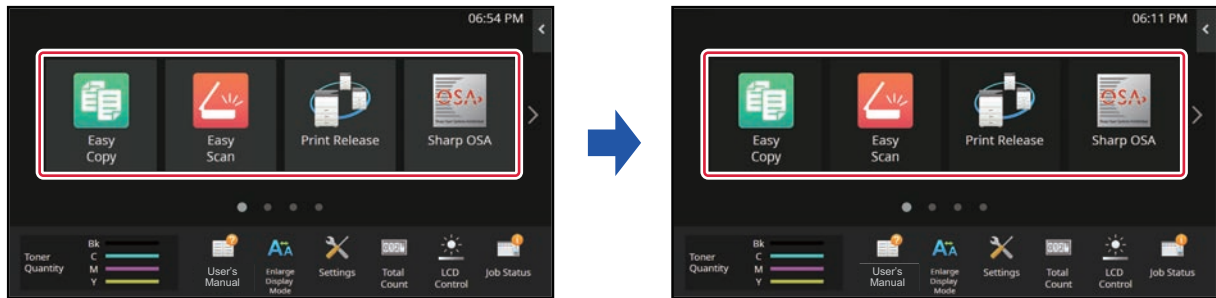 06:54 PM
Easy
Copy
Easy
Scan
Print Release
OSA
Sharp OSA
Toner
Quantity
Bk
C
M
Y
User's
Manual
Enlarge
Display
Mode
Settings
Total
Count
LCD
Control
Job Status
06:11 PM
Easy
Copy
Easy
Scan
Print Release
OSA
Sharp OSA
Toner
Quantity
Bk
C
M
Y
User's
Manual
Enlarge
Display
Mode
Settings
Total
Count
LCD
Control
Job Status